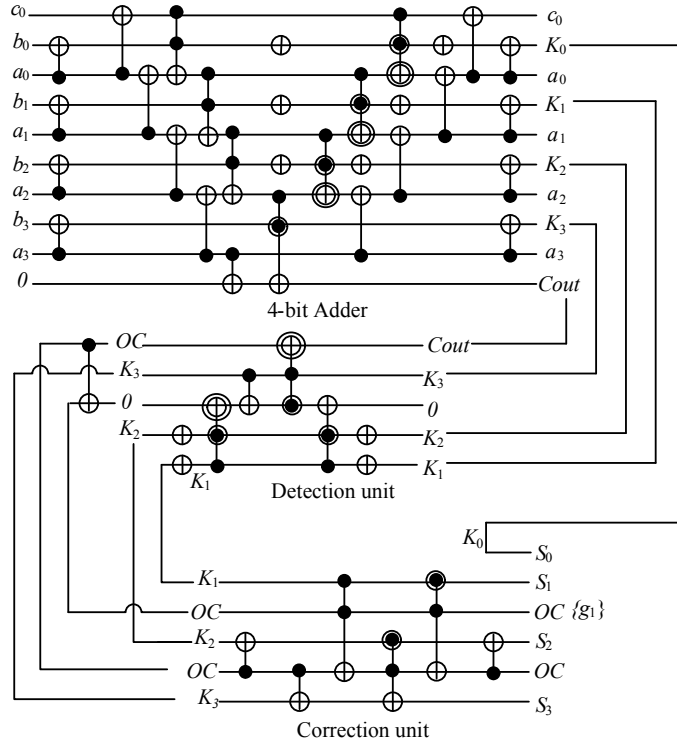 c0 c0
b0 K0
a0 a0
b1 K1
a1 a1
b2 K2
a2 a2
b3 K3
a3 a3
0 Cout
4-bit Adder
OC Cout
K3 K3
0 0
K2 K2
K1 K1
Detection unit
K0
S0
K1 S1
OC OC {g1}
K2 S2
OC OC
K3 S3
Correction unit